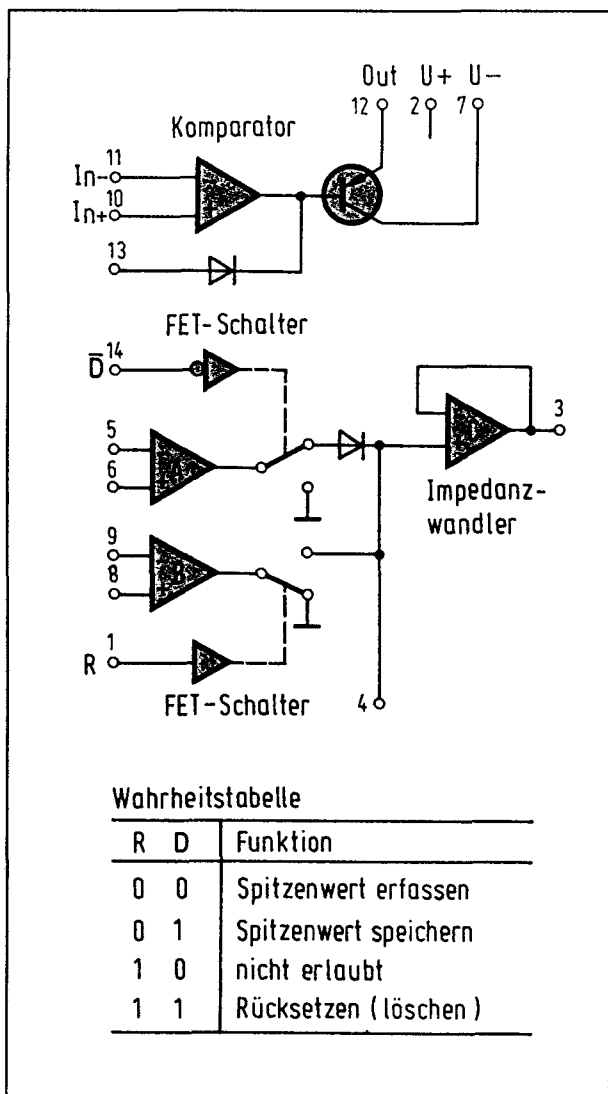 Out U+ U-
12 2 7
Komparator
11
In-
10
In+
13
FET-Schalter
D̅ 14
5
6
A
3
Impedanz-
wandler
9
8
B
R 1
FET-Schalter
4
Wahrheitstabelle
R D Funktion
0 0 Spitzenwert erfassen
0 1 Spitzenwert speichern
1 0 nicht erlaubt
1 1 Rücksetzen (löschen)